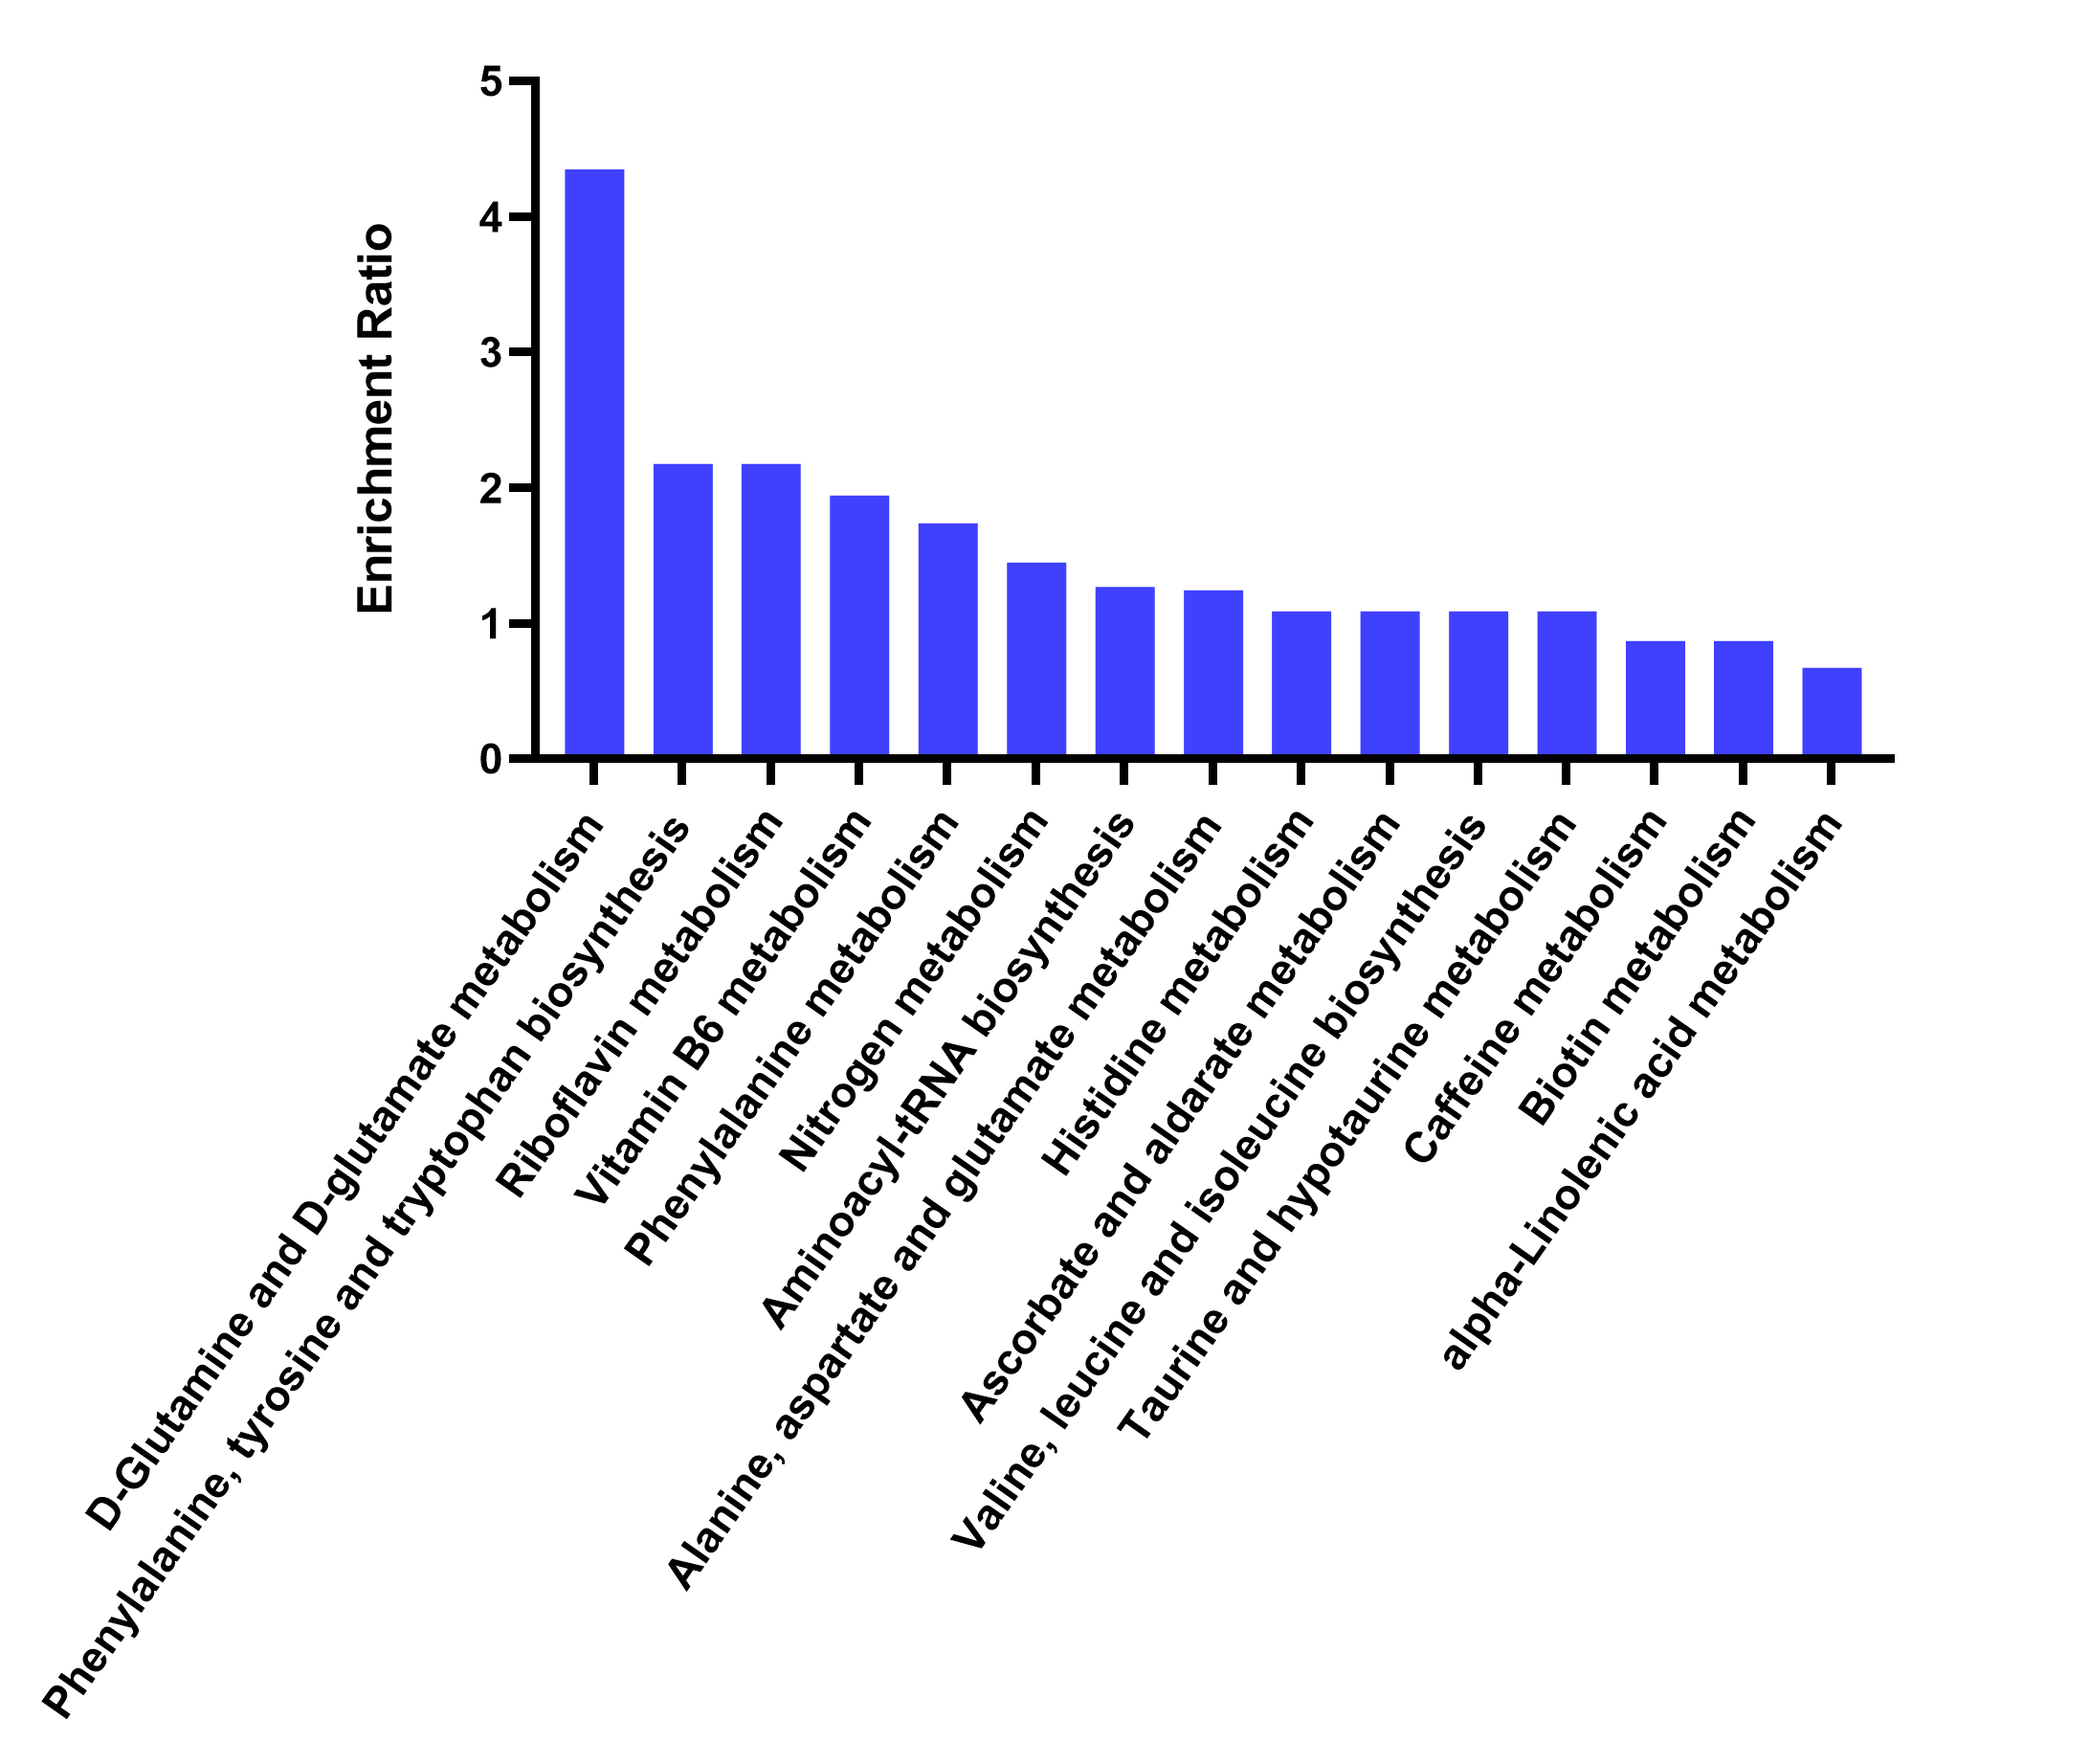 Enrichment Ratio
5
4
3
2
1
0
D-Glutamine and D-glutamate metabolism
Phenylalanine, tyrosine and tryptophan biosynthesis
Riboflavin metabolism
Vitamin B6 metabolism
Phenylalanine metabolism
Nitrogen metabolism
Aminoacyl-tRNA biosynthesis
Alanine, aspartate and glutamate metabolism
Histidine metabolism
Ascorbate and aldarate metabolism
Valine, leucine and isoleucine biosynthesis
Taurine and hypotaurine metabolism
Caffeine metabolism
Biotin metabolism
alpha-Linolenic acid metabolism